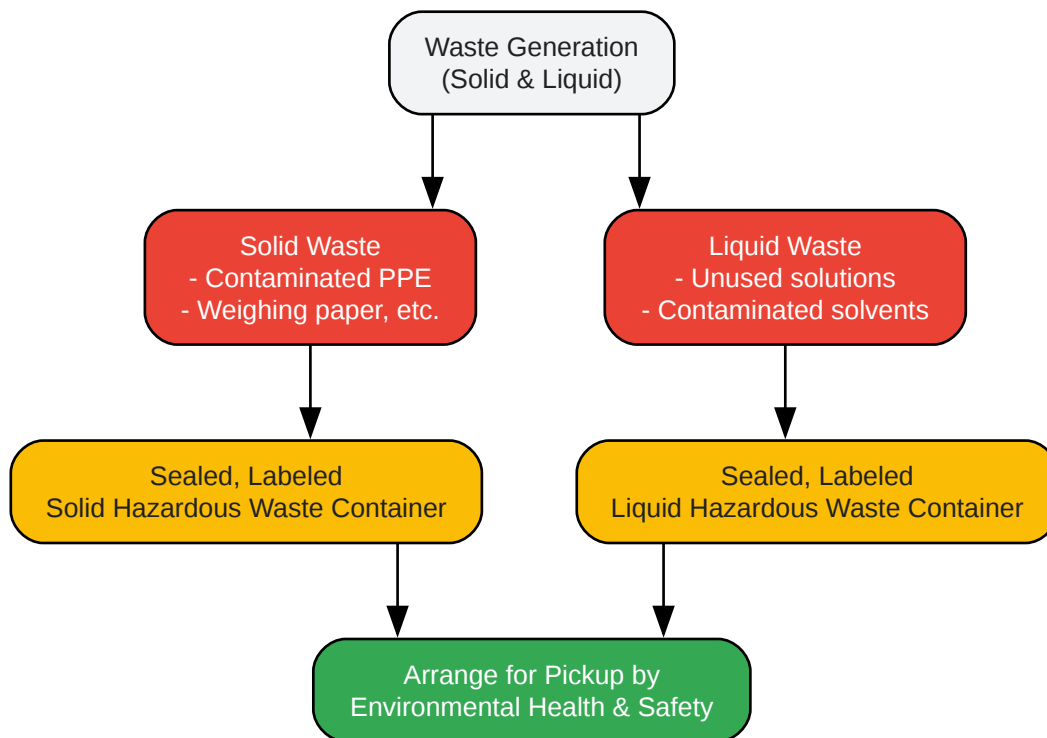 Waste Generation
(Solid & Liquid)
Solid Waste
- Contaminated PPE
- Weighing paper, etc.
Liquid Waste
- Unused solutions
- Contaminated solvents
Sealed, Labeled
Solid Hazardous Waste Container
Sealed, Labeled
Liquid Hazardous Waste Container
Arrange for Pickup by
Environmental Health & Safety